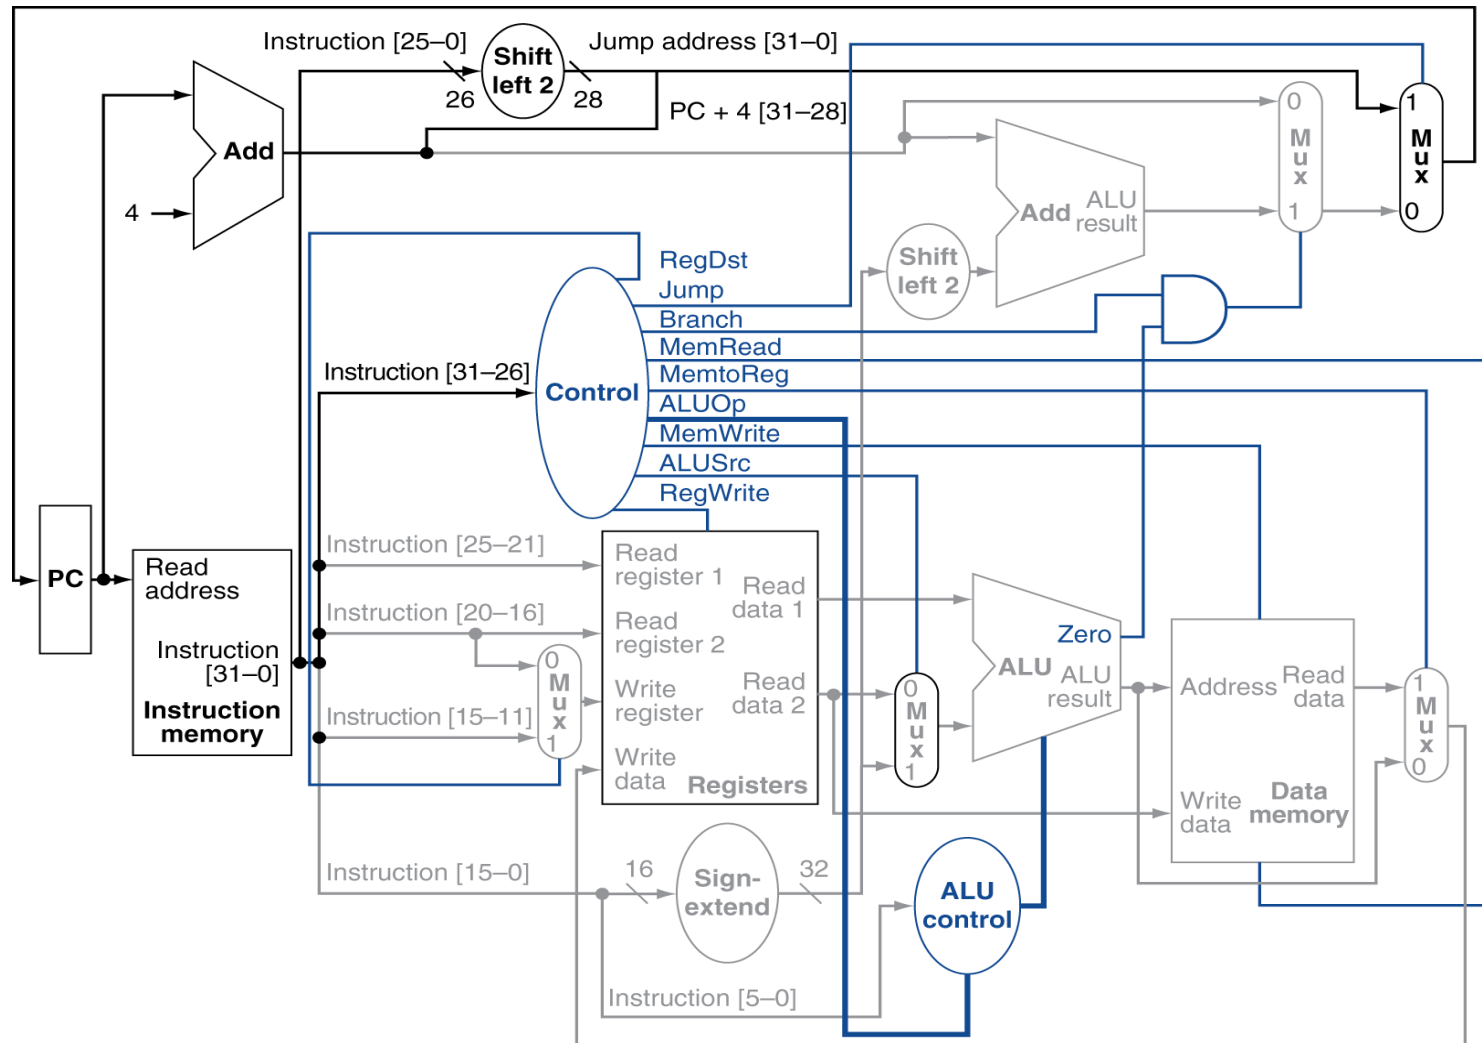 Instruction [25–0]
Shift
left 2
Jump address [31–0]
26
28
PC + 4 [31–28]
Add
4
0
M
u
x
1
1
M
u
x
0
Add
ALU
result
Shift
left 2
RegDst
Jump
Branch
MemRead
MemtoReg
ALUOp
MemWrite
ALUSrc
RegWrite
Instruction [31–26]
Control
PC
Read
address
Instruction
[31–0]
Instruction
memory
Instruction [25–21]
Instruction [20–16]
Instruction [15–11]
0
M
u
x
1
Read
register 1
Read
register 2
Write
register
Write
data
Read
data 1
Read
data 2
Registers
0
M
u
x
1
Zero
ALU
ALU
result
Address
Read
data
Write
data
Data
memory
1
M
u
x
0
Instruction [15–0]
16
Sign-
extend
32
ALU
control
Instruction [5–0]